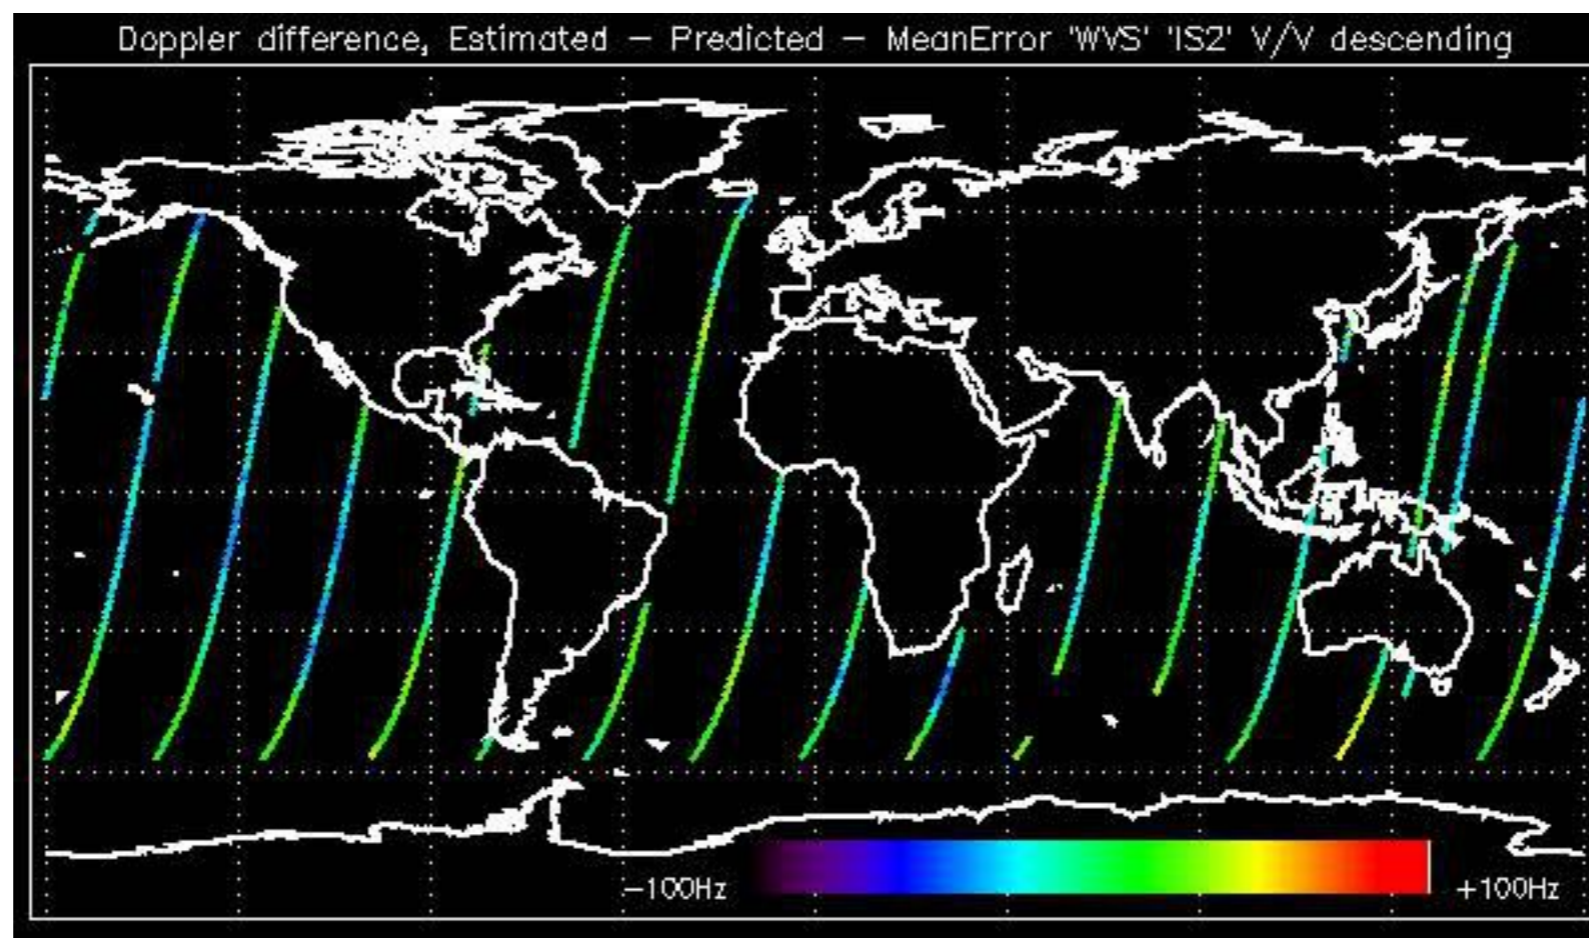 Doppler difference, Estimated – Predicted – MeanError 'WVS' 'IS2' V/V descending
–100Hz
+100Hz